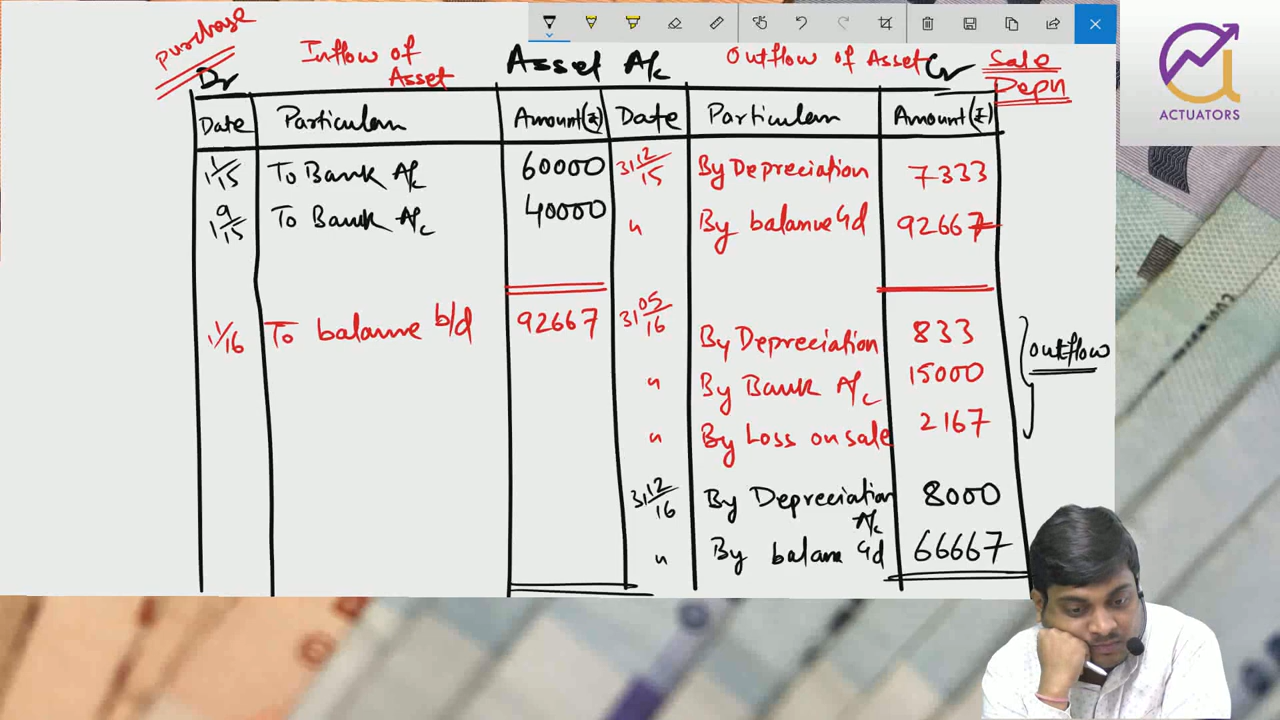 purchase
Inflow of
Asset
Asset A/c
Outflow of Asset
Sale
Depn
Dr
Cr
ACTUATORS
Date Particulars Amount(₹) Date Particulars Amount(₹)
1/1/15 To Bank A/c 60000 31/12/15 By Depreciation 7333
1/9/15 To Bank A/c 40000 " By balance c/d 92667
1/1/16 To balance b/d 92667 31/05/16 By Depreciation 833
" By Bank A/c 15000
" By Loss on sale 2167
outflow
31/12/16 By Depreciation A/c 8000
" By balance c/d 66667